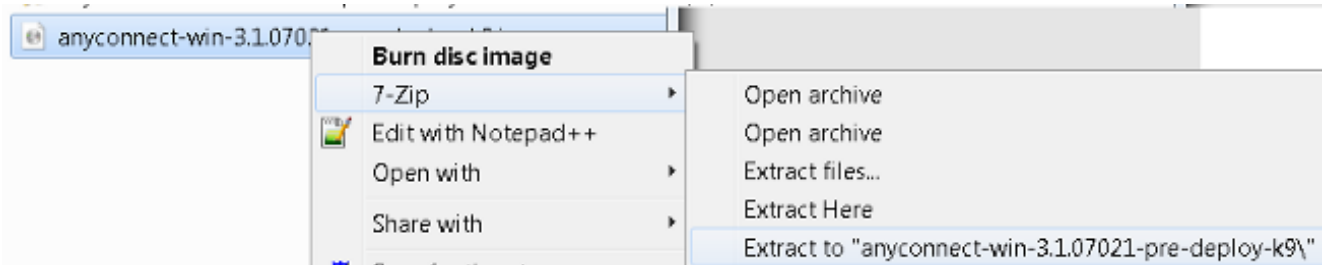 anyconnect-win-3.1.070
Burn disc image
7-Zip
Open archive
Edit with Notepad++
Open archive
Open with
Extract files...
Share with
Extract Here
Extract to "anyconnect-win-3.1.07021-pre-deploy-k9\"